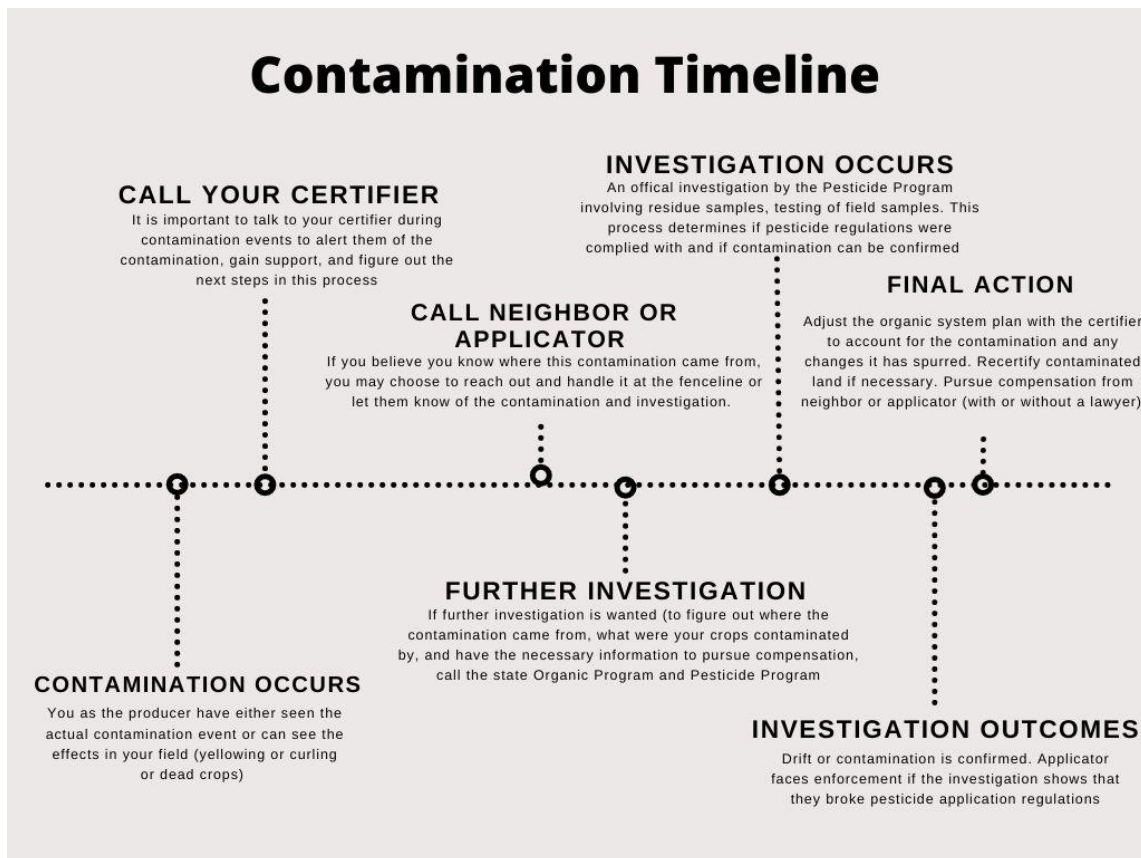 Contamination Timeline
CONTAMINATION OCCURS
You as the producer have either seen the
actual contamination event or can see the
effects in your field (yellowing or curling
or dead crops)
CALL YOUR CERTIFIER
It is important to talk to your certifier during
contamination events to alert them of the
contamination, gain support, and figure out the
next steps in this process
CALL NEIGHBOR OR
APPLICATOR
If you believe you know where this contamination came from,
you may choose to reach out and handle it at the fenceline or
let them know of the contamination and investigation.
FURTHER INVESTIGATION
If further investigation is wanted (to figure out where the
contamination came from, what were your crops contaminated
by, and have the necessary information to pursue compensation,
call the state Organic Program and Pesticide Program
INVESTIGATION OCCURS
An offical investigation by the Pesticide Program
involving residue samples, testing of field samples. This
process determines if pesticide regulations were
complied with and if contamination can be confirmed
INVESTIGATION OUTCOMES
Drift or contamination is confirmed. Applicator
faces enforcement if the investigation shows that
they broke pesticide application regulations
FINAL ACTION
Adjust the organic system plan with the certifier
to account for the contamination and any
changes it has spurred. Recertify contaminated
land if necessary. Pursue compensation from
neighbor or applicator (with or without a lawyer)